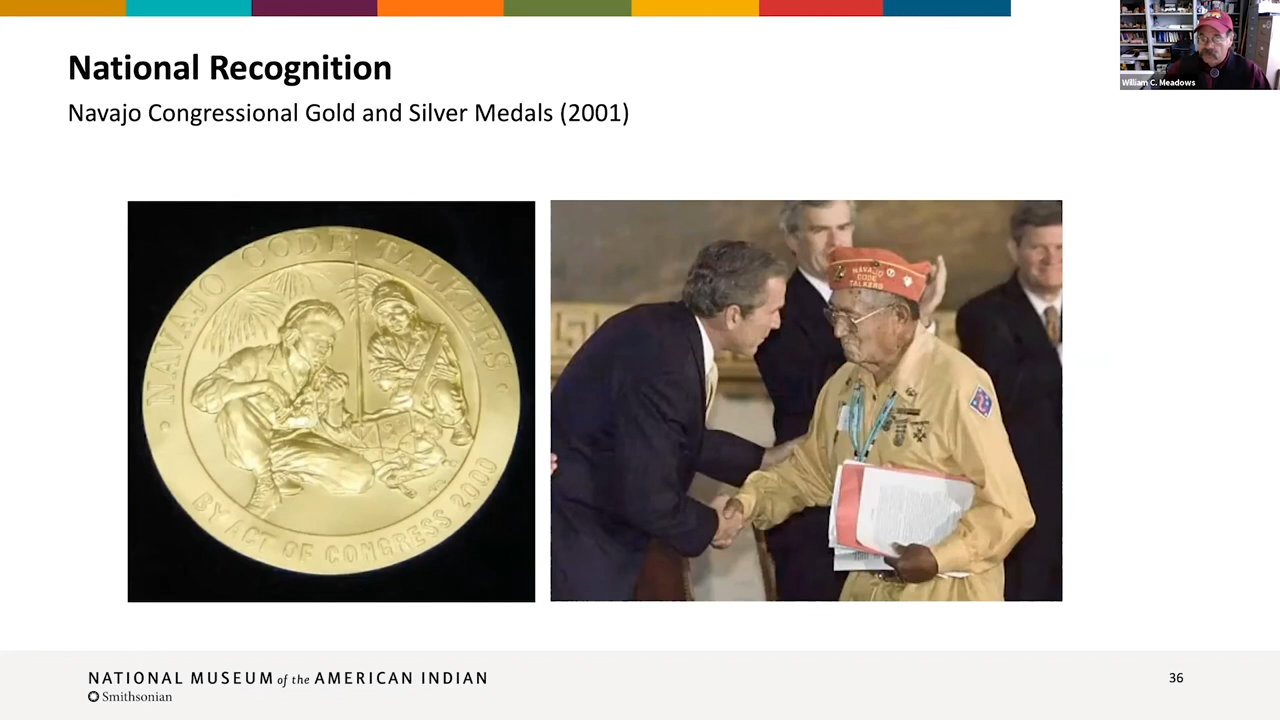 National Recognition
Navajo Congressional Gold and Silver Medals (2001)
William C. Meadows
NAVAJO CODE TALKERS
BY ACT OF CONGRESS 2000
NAVAJO
CODE
TALKERS
NATIONAL MUSEUM of the AMERICAN INDIAN
Smithsonian
36